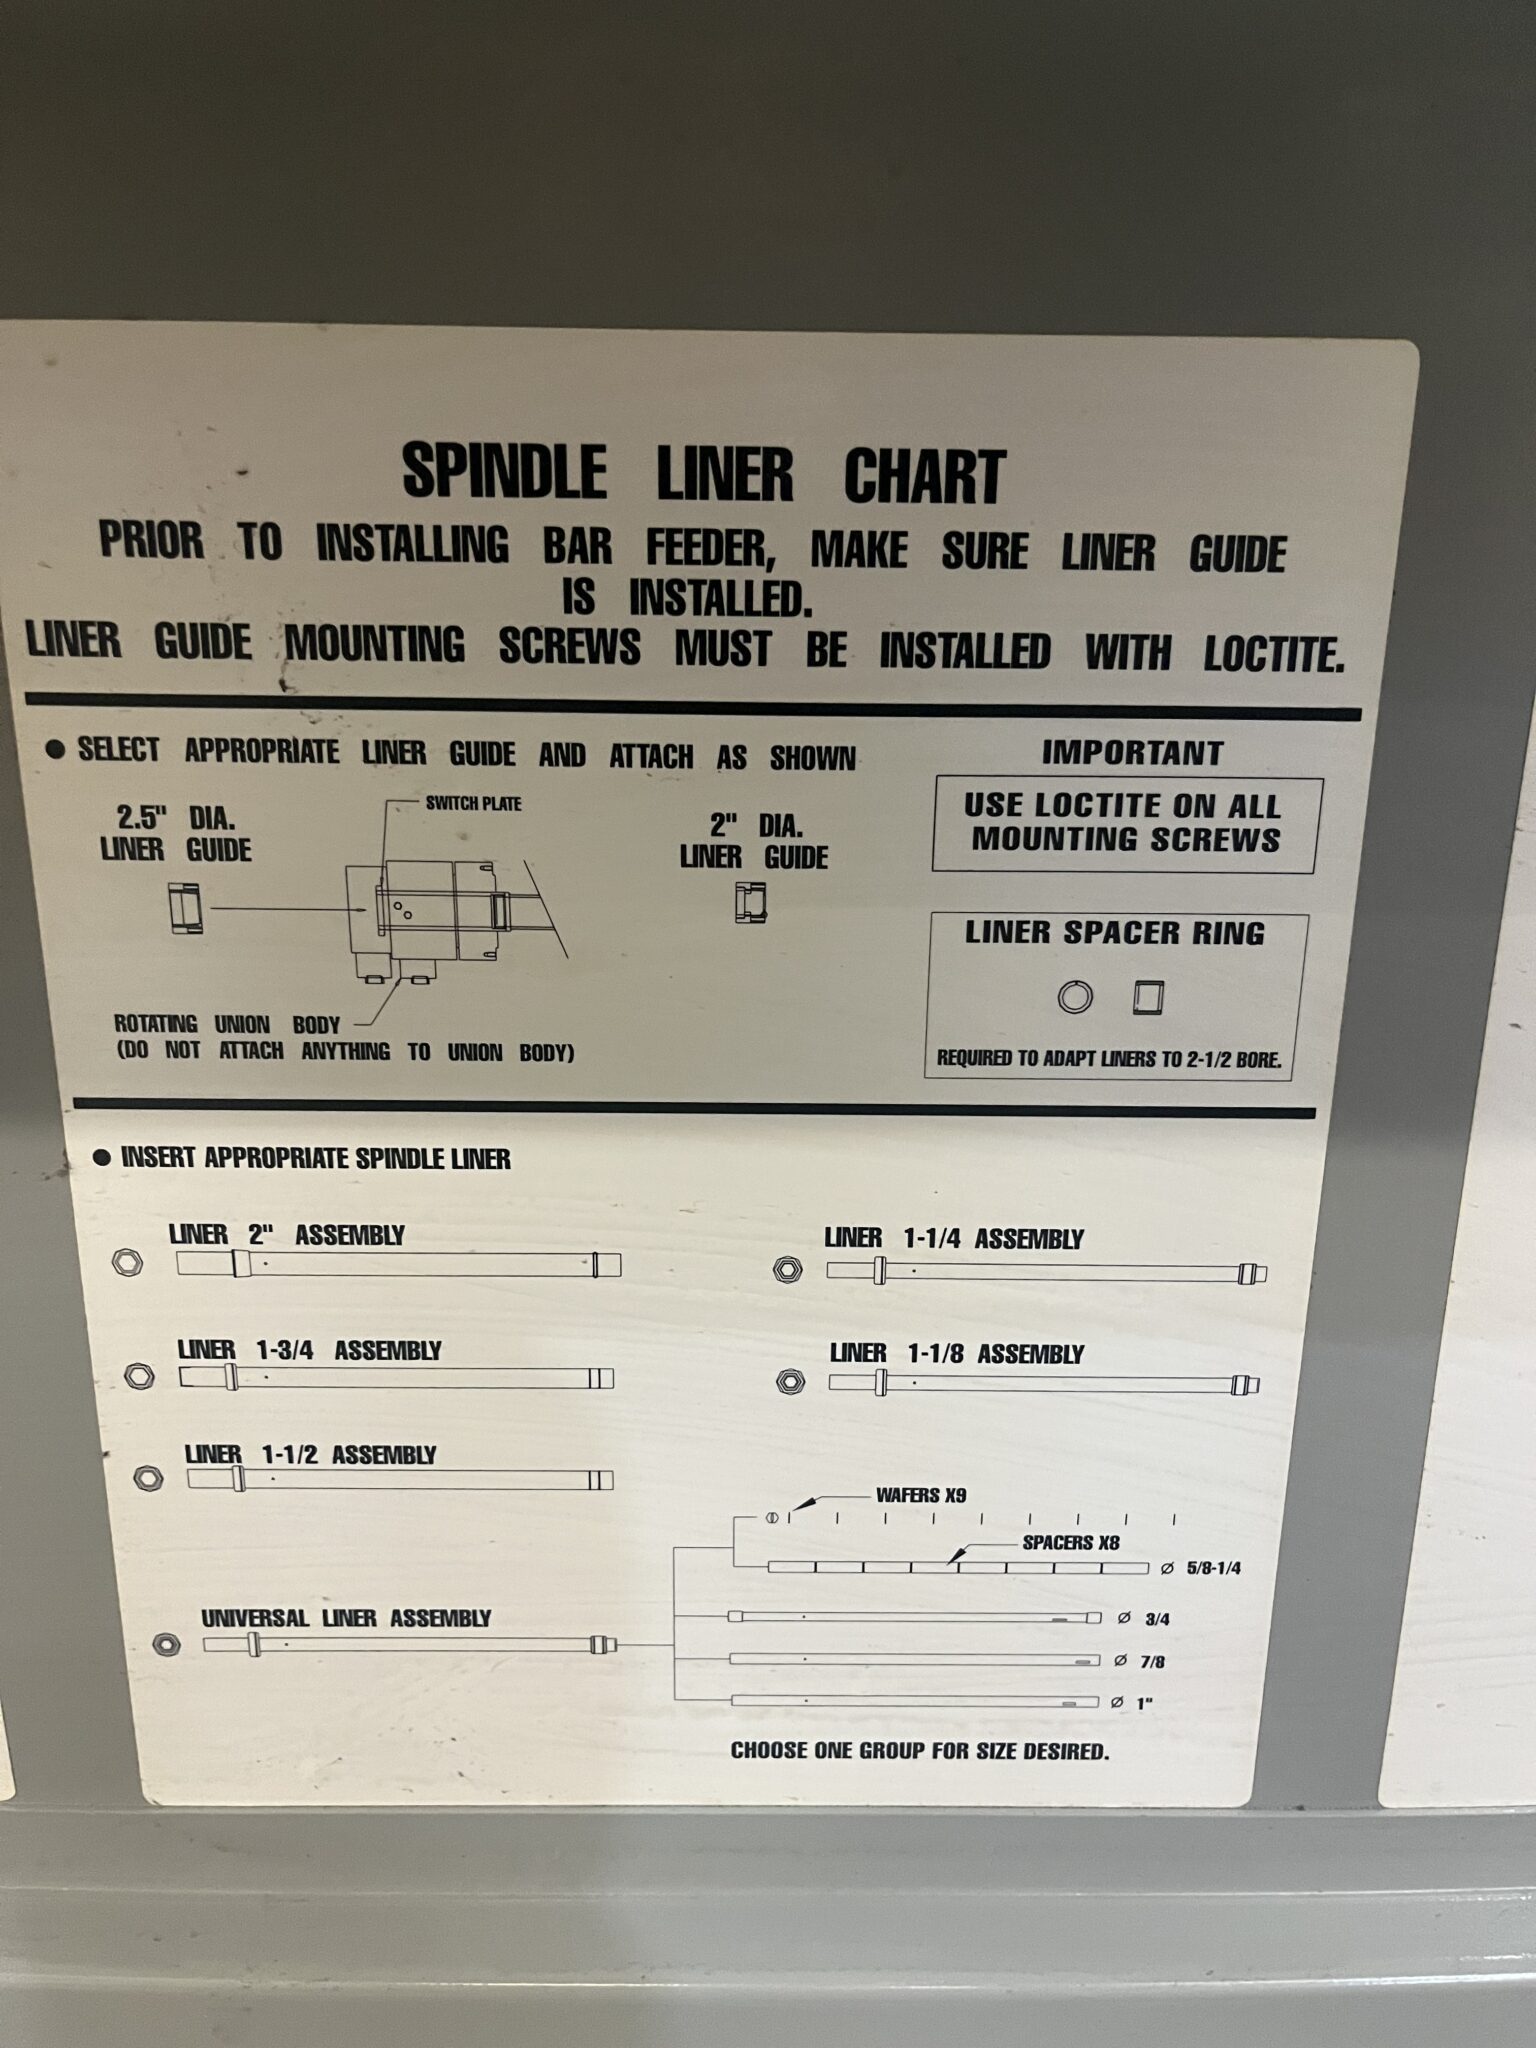 SPINDLE LINER CHART
PRIOR TO INSTALLING BAR FEEDER, MAKE SURE LINER GUIDE
IS INSTALLED.
LINER GUIDE MOUNTING SCREWS MUST BE INSTALLED WITH LOCTITE.
● SELECT APPROPRIATE LINER GUIDE AND ATTACH AS SHOWN
2.5" DIA.
LINER GUIDE
SWITCH PLATE
2" DIA.
LINER GUIDE
ROTATING UNION BODY
(DO NOT ATTACH ANYTHING TO UNION BODY)
IMPORTANT
USE LOCTITE ON ALL
MOUNTING SCREWS
LINER SPACER RING
REQUIRED TO ADAPT LINERS TO 2-1/2 BORE.
● INSERT APPROPRIATE SPINDLE LINER
LINER 2" ASSEMBLY
LINER 1-3/4 ASSEMBLY
LINER 1-1/2 ASSEMBLY
LINER 1-1/4 ASSEMBLY
LINER 1-1/8 ASSEMBLY
UNIVERSAL LINER ASSEMBLY
WAFERS X9
SPACERS X8
Ø 5/8-1/4
Ø 3/4
Ø 7/8
Ø 1"
CHOOSE ONE GROUP FOR SIZE DESIRED.